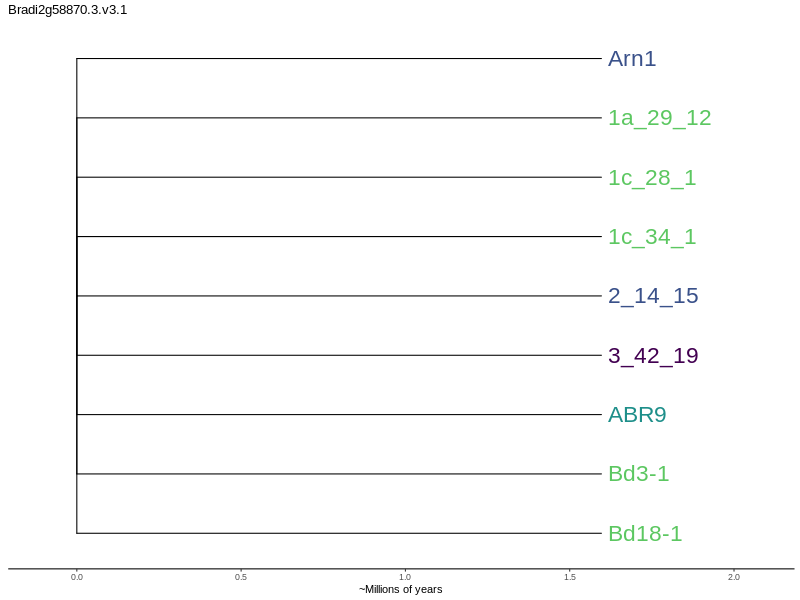 Bradi2g58870.3.v3.1
Arn1
1a_29_12
1c_28_1
1c_34_1
2_14_15
3_42_19
ABR9
Bd3-1
Bd18-1
0.0 0.5 1.0 1.5 2.0
~Millions of years